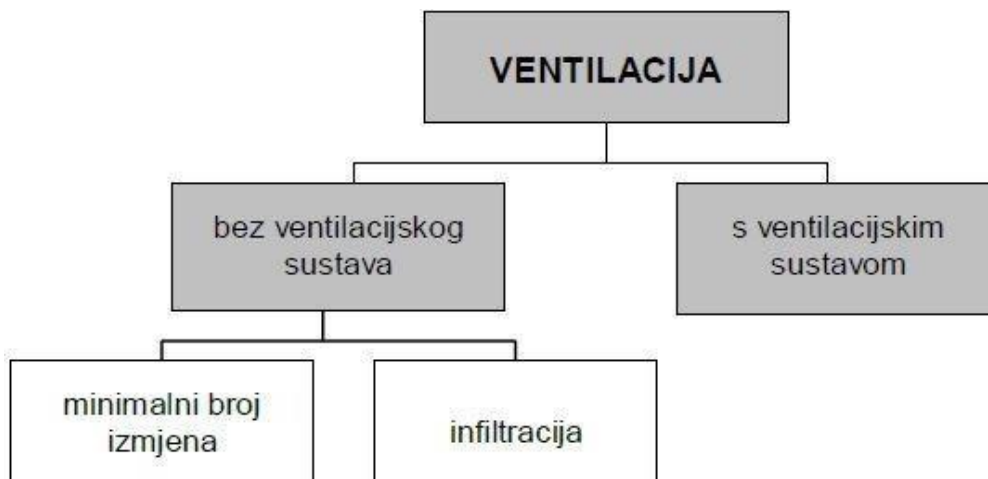 VENTILACIJA
bez ventilacijskog
sustava
s ventilacijskim
sustavom
minimalni broj
izmjena
infiltracija